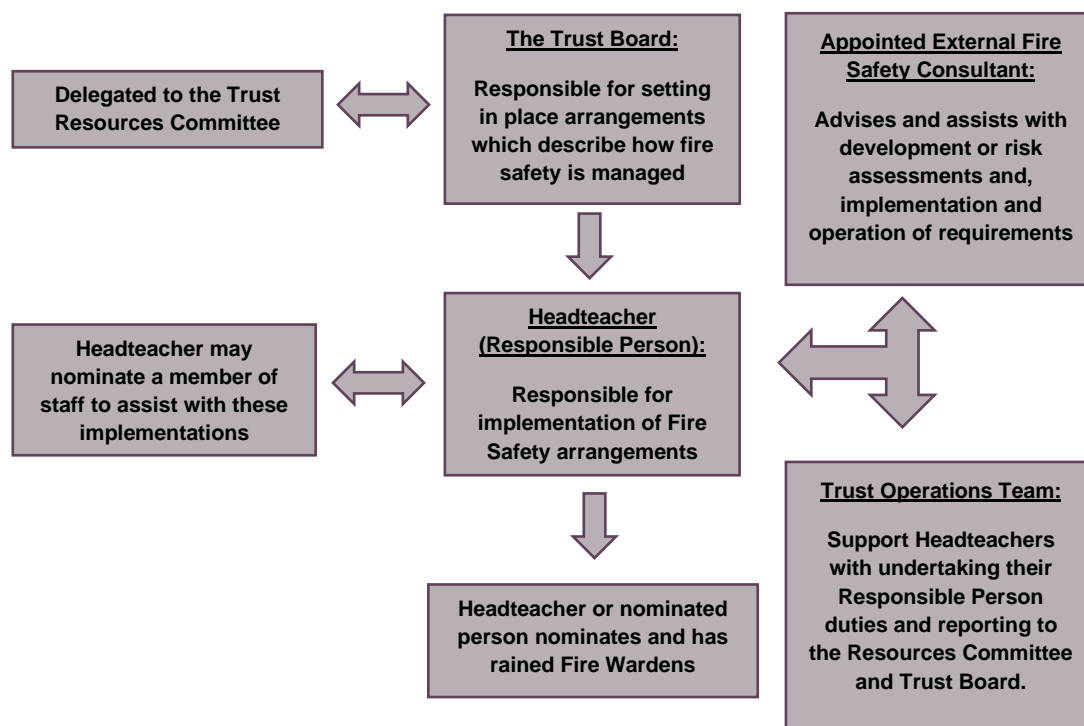 The Trust Board:
Responsible for setting
in place arrangements
which describe how fire
safety is managed
Delegated to the Trust
Resources Committee
Appointed External Fire
Safety Consultant:
Advises and assists with
development or risk
assessments and,
implementation and
operation of requirements
Headteacher
(Responsible Person):
Responsible for
implementation of Fire
Safety arrangements
Headteacher may
nominate a member of
staff to assist with these
implementations
Trust Operations Team:
Support Headteachers
with undertaking their
Responsible Person
duties and reporting to
the Resources Committee
and Trust Board.
Headteacher or nominated
person nominates and has
rained Fire Wardens